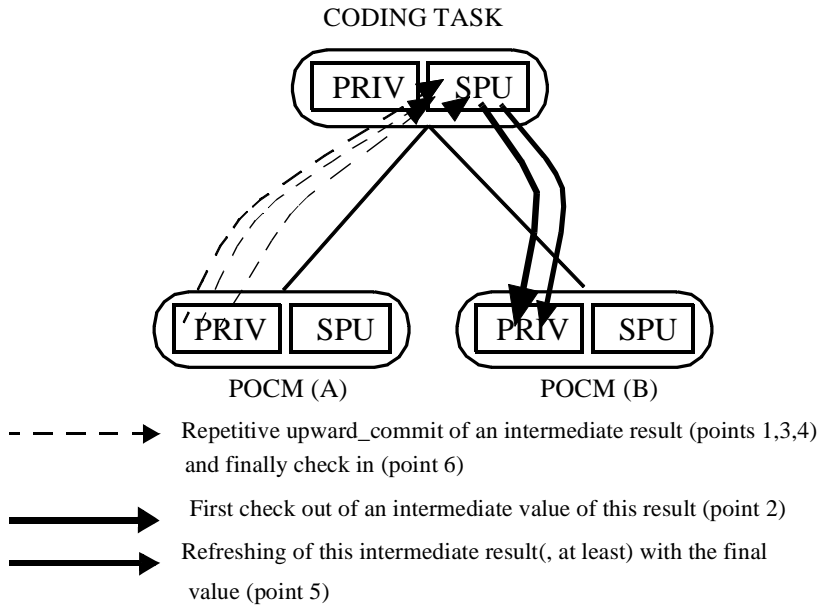 CODING TASK
PRIV SPU
PRIV SPU PRIV SPU
POCM (A) POCM (B)
Repetitive upward_commit of an intermediate result (points 1,3,4)
and finally check in (point 6)
First check out of an intermediate value of this result (point 2)
Refreshing of this intermediate result(, at least) with the final
value (point 5)